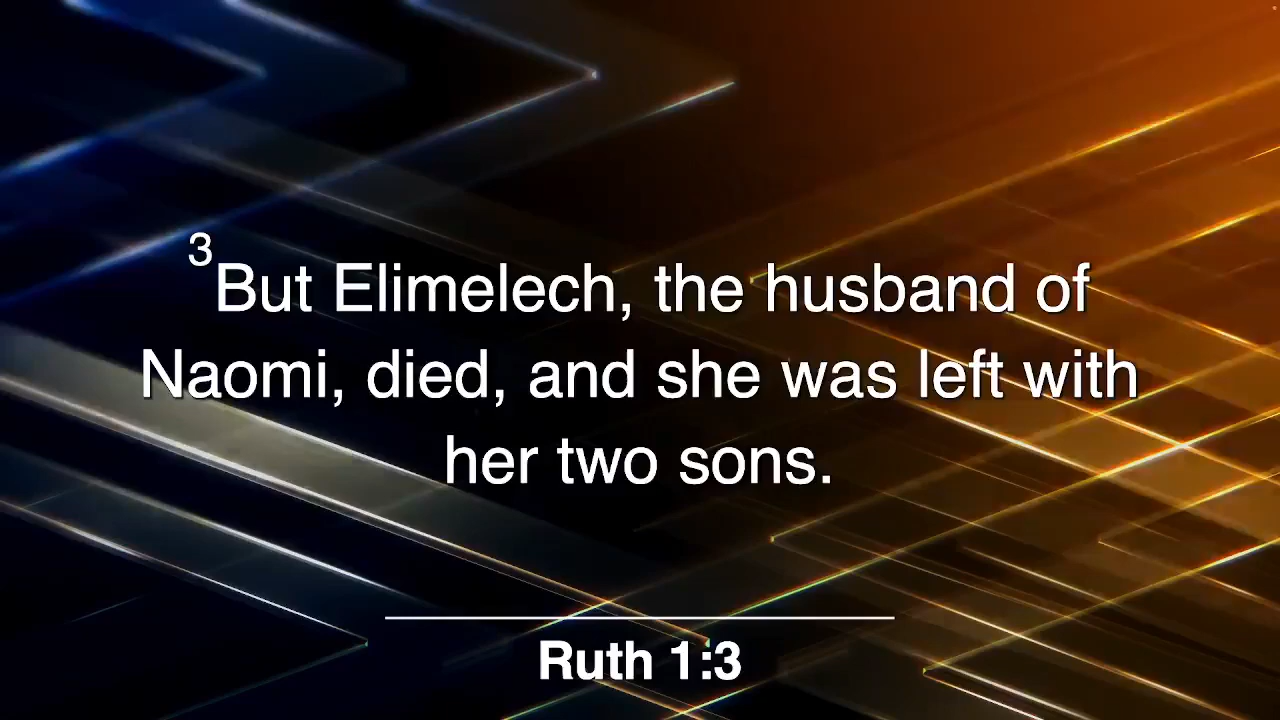 3But Elimelech, the husband of
Naomi, died, and she was left with
her two sons.
Ruth 1:3